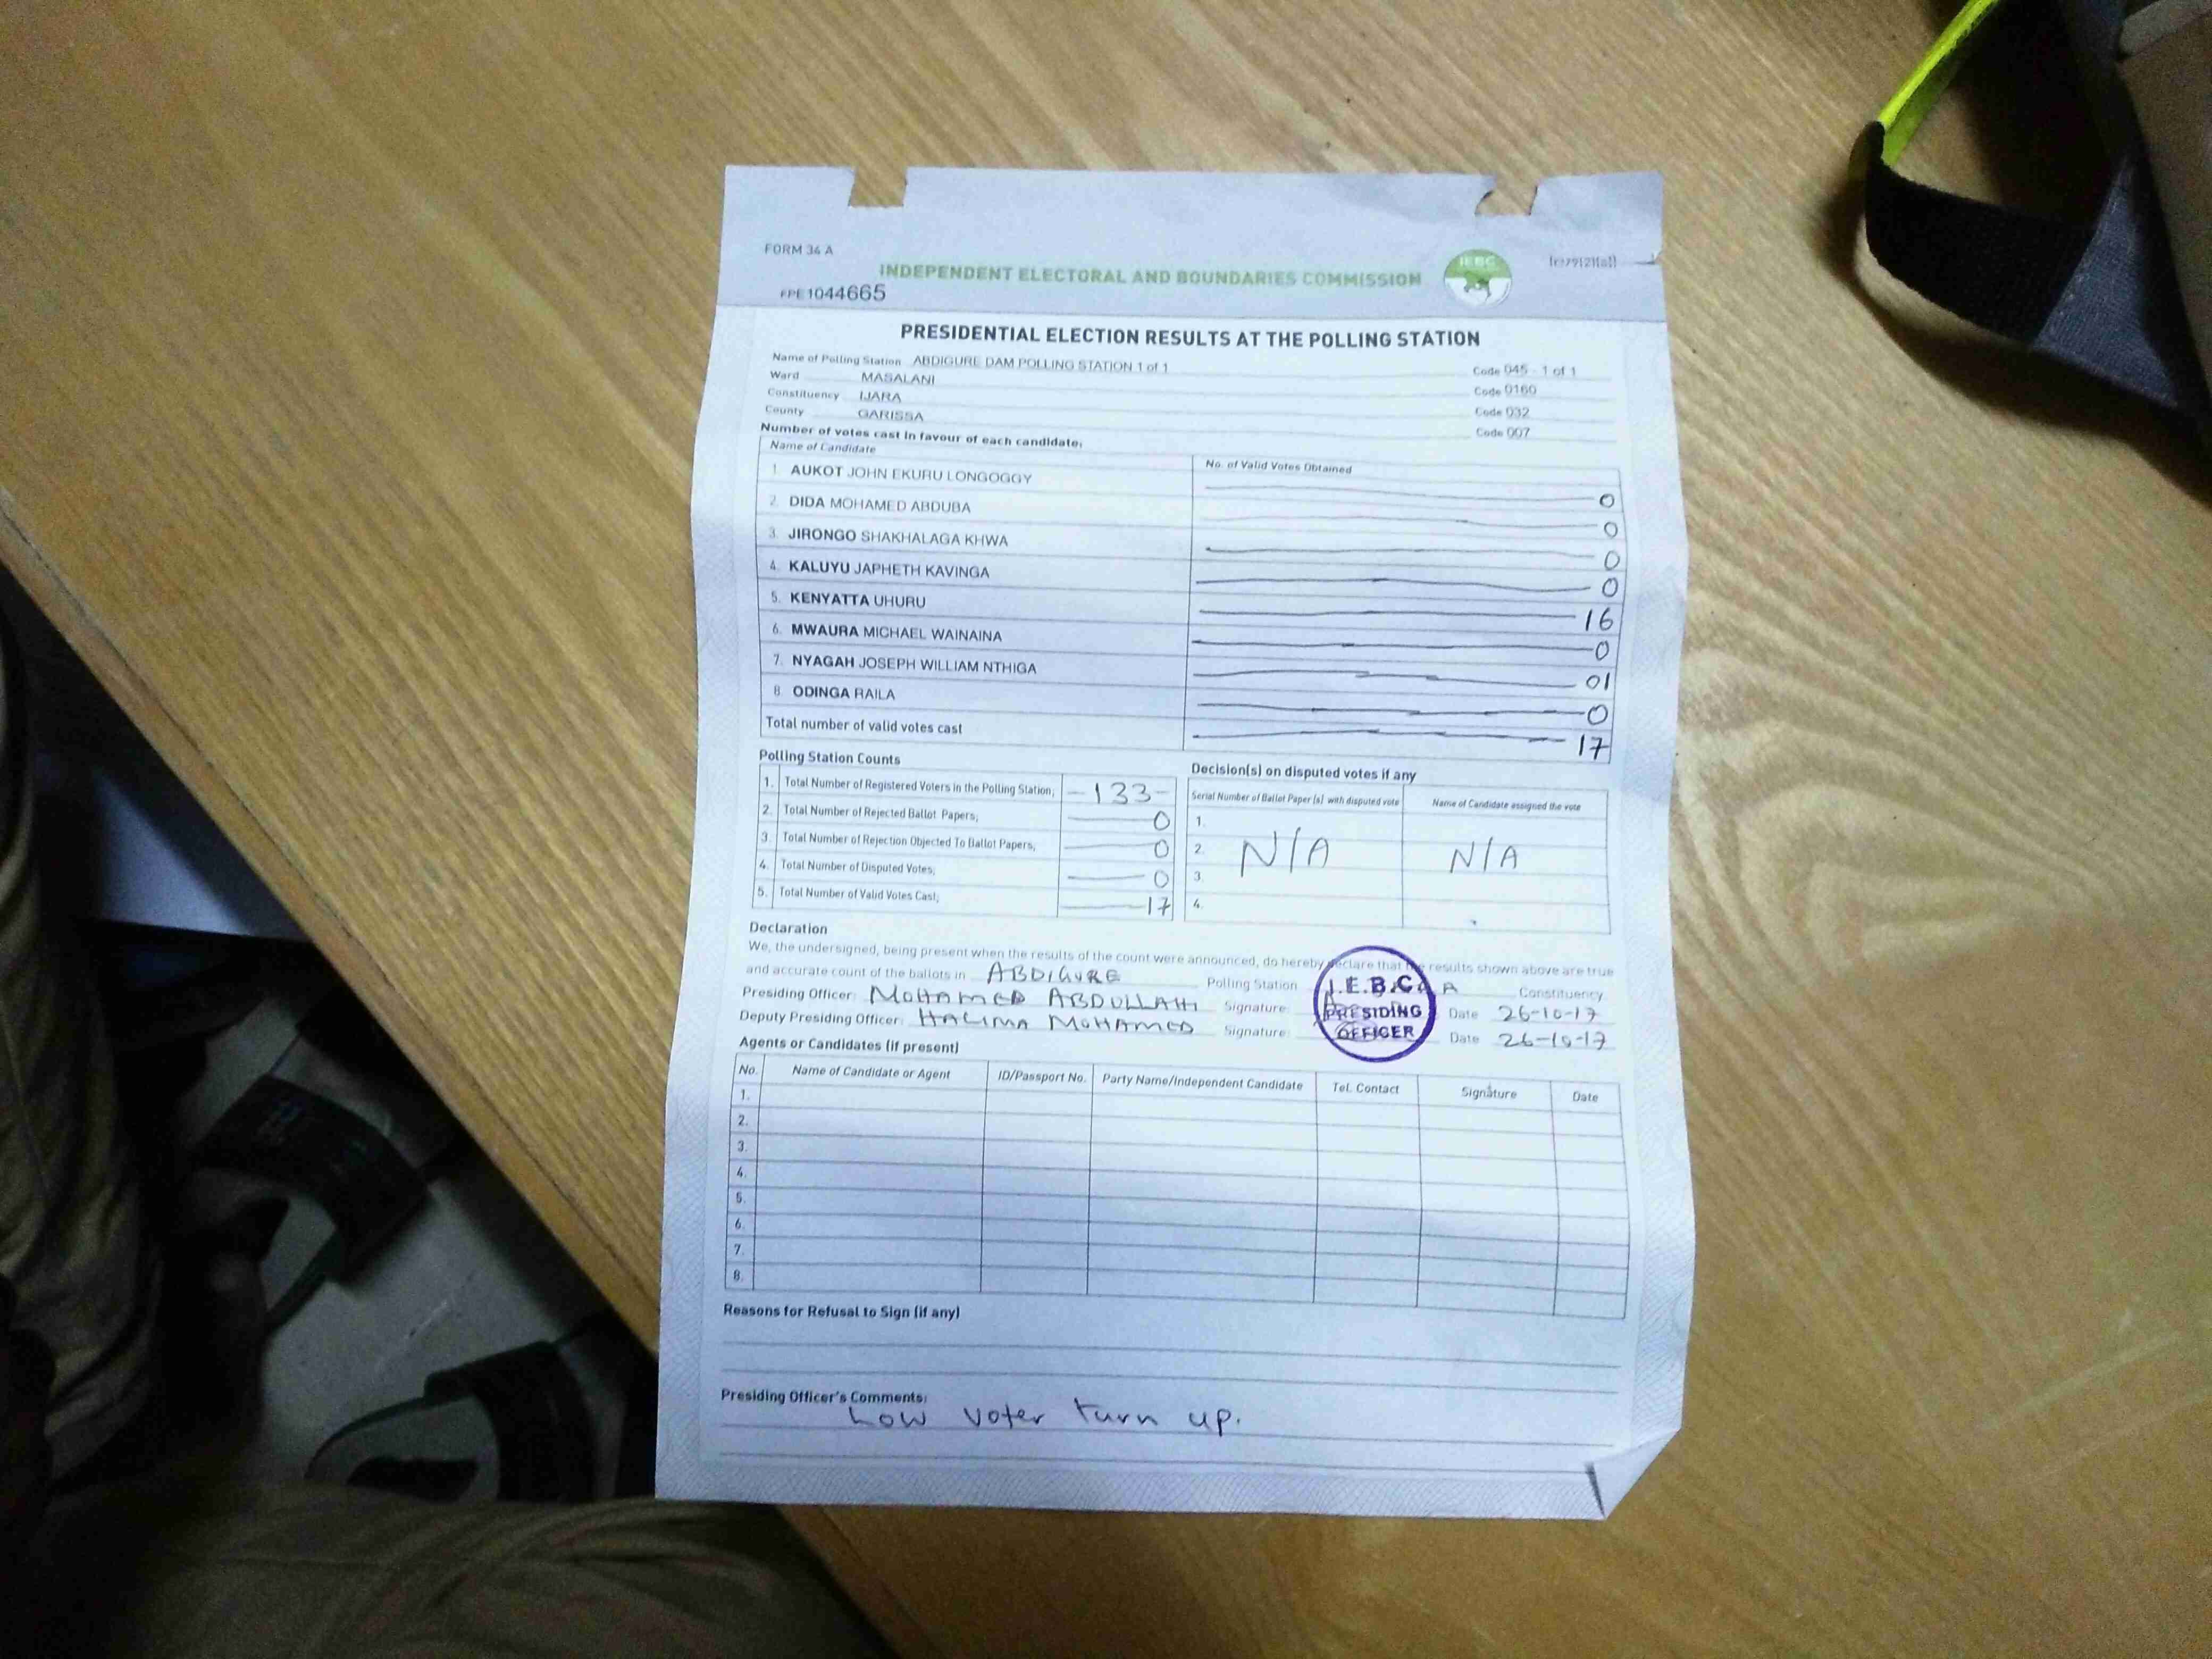 FORM 34 A
INDEPENDENT ELECTORAL AND BOUNDARIES COMMISSION
IEBC
FPE 1044665
PRESIDENTIAL ELECTION RESULTS AT THE POLLING STATION
Name of Polling Station ABDIGURE DAM POLLING STATION 1 of 1 Code 045 - 1 of 1
Ward MASALANI Code 0160
Constituency IJARA Code 032
County GARISSA Code 007
Number of votes cast in favour of each candidate;
Name of Candidate No. of Valid Votes Obtained
1. AUKOT JOHN EKURU LONGOGGY 0
2. DIDA MOHAMED ABDUBA 0
3. JIRONGO SHAKHALAGA KHWA 0
4. KALUYU JAPHETH KAVINGA 0
5. KENYATTA UHURU 16
6. MWAURA MICHAEL WAINAINA 0
7. NYAGAH JOSEPH WILLIAM NTHIGA 01
8. ODINGA RAILA 0
Total number of valid votes cast 17
Polling Station Counts
1. Total Number of Registered Voters in the Polling Station; -133-
2. Total Number of Rejected Ballot Papers; 0
3. Total Number of Rejection Objected To Ballot Papers; 0
4. Total Number of Disputed Votes; 0
5. Total Number of Valid Votes Cast; 17
Decision(s) on disputed votes if any
Serial Number of Ballot Paper (s) with disputed vote Name of Candidate assigned the vote
1.
2. N/A N/A
3.
4.
Declaration
We, the undersigned, being present when the results of the count were announced, do hereby declare that the results shown above are true
and accurate count of the ballots in ABDIGURE Polling Station Constituency.
Presiding Officer: MOHAMED ABDULLAHI Signature: Date 26-10-17
Deputy Presiding Officer: HALIMA MOHAMED Signature: Date 26-10-17
I.E.B.C
PRESIDING
OFFICER
Agents or Candidates (if present)
No. Name of Candidate or Agent ID/Passport No. Party Name/Independent Candidate Tel. Contact Signature Date
1.
2.
3.
4.
5.
6.
7.
8.
Reasons for Refusal to Sign (if any)
Presiding Officer's Comments:
Low voter turn up.